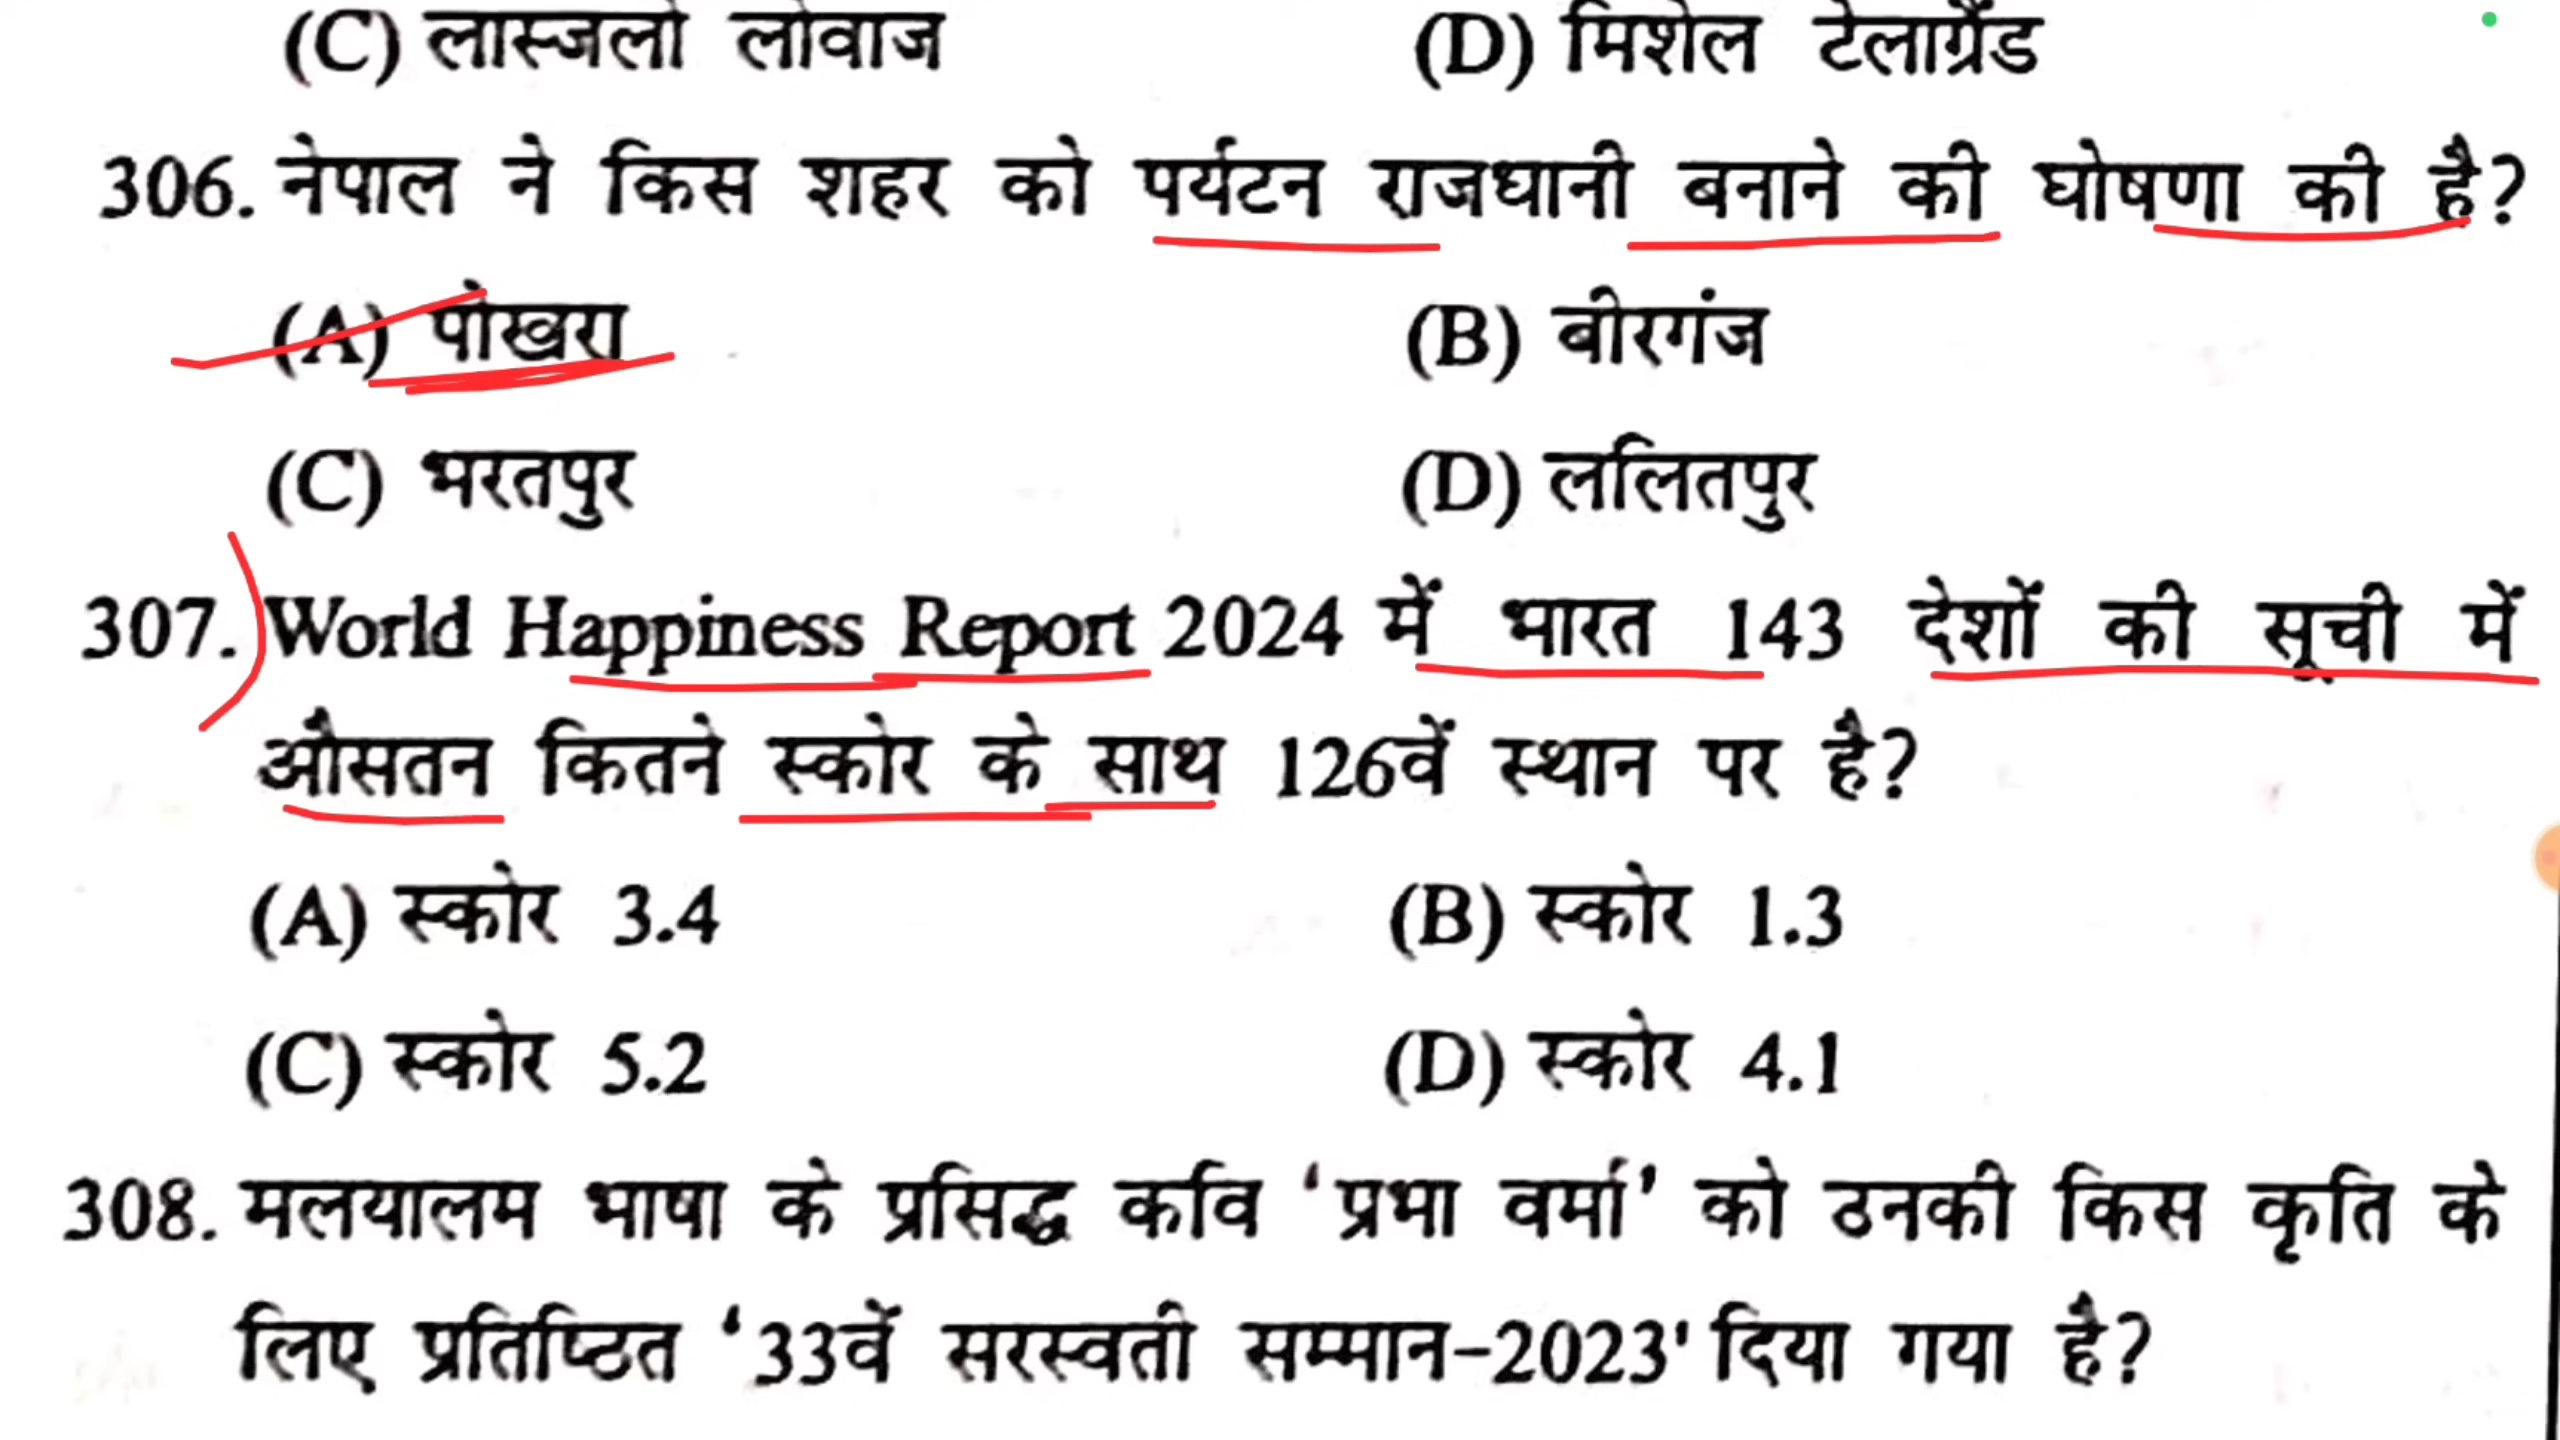 (C) लास्जलो लोवाज (D) मिशेल टेलाग्रैंड
306. नेपाल ने किस शहर को पर्यटन राजधानी बनाने की घोषणा की है?
(A) पोखरा (B) बीरगंज
(C) भरतपुर (D) ललितपुर
307. World Happiness Report 2024 में भारत 143 देशों की सूची में
औसतन कितने स्कोर के साथ 126वें स्थान पर है?
(A) स्कोर 3.4 (B) स्कोर 1.3
(C) स्कोर 5.2 (D) स्कोर 4.1
308. मलयालम भाषा के प्रसिद्ध कवि ‘प्रभा वर्मा’ को उनकी किस कृति के
लिए प्रतिष्ठित ‘33वें सरस्वती सम्मान-2023' दिया गया है?